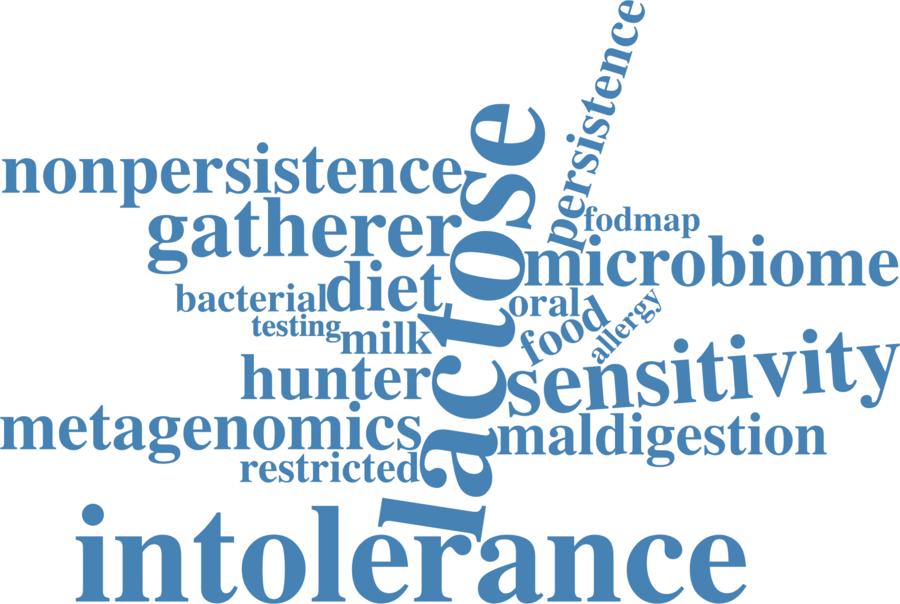 persistence
lactose
nonpersistence
gatherer
fodmap
microbiome
diet
bacterial
oral
food
allergy
testing
milk
hunter
sensitivity
metagenomics
maldigestion
restricted
intolerance